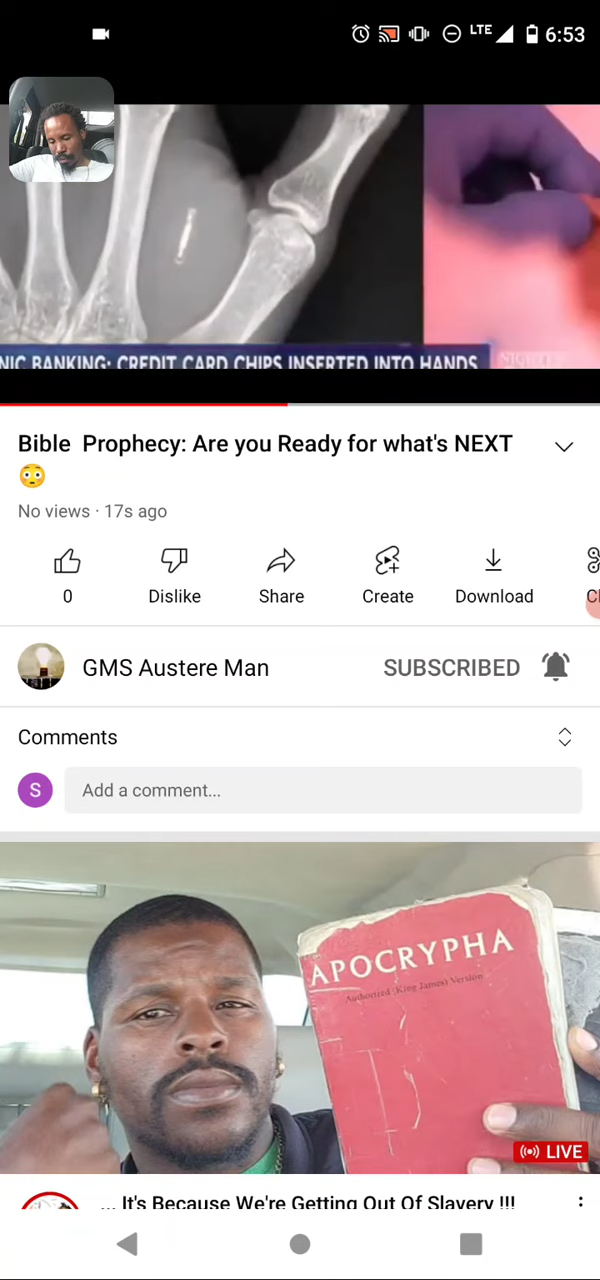 LTE 6:53
NIC BANKING: CREDIT CARD CHIPS INSERTED INTO HANDS
Bible Prophecy: Are you Ready for what's NEXT
😳
No views · 17s ago
0 Dislike Share Create Download
GMS Austere Man SUBSCRIBED
Comments
S Add a comment...
APOCRYPHA
Authorized (King James) Version
LIVE
... It's Because We're Getting Out Of Slavery !!!